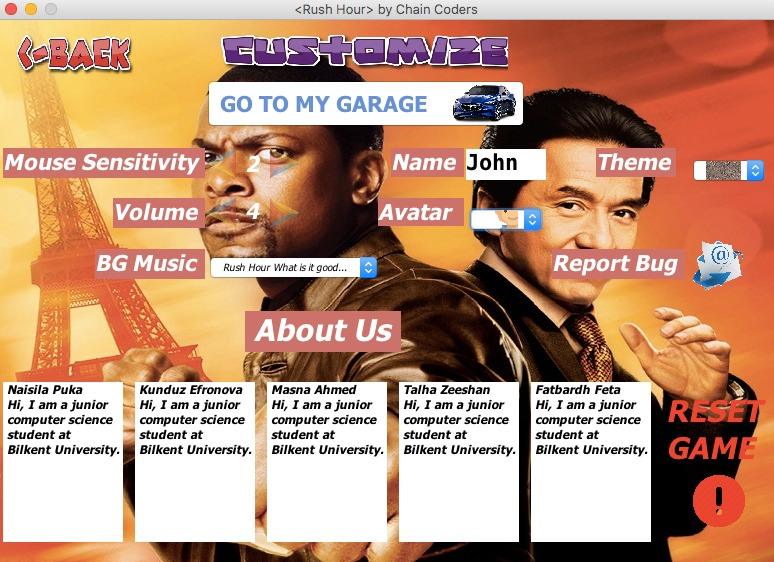 <Rush Hour> by Chain Coders
<-BACK
CUSTOMIZE
GO TO MY GARAGE
Mouse Sensitivity 2 Name John Theme
Volume 4 Avatar
BG Music Rush Hour What is it good... Report Bug
@
About Us
Naisila Puka
Hi, I am a junior
computer science
student at
Bilkent University.
Kunduz Efronova
Hi, I am a junior
computer science
student at
Bilkent University.
Masna Ahmed
Hi, I am a junior
computer science
student at
Bilkent University.
Talha Zeeshan
Hi, I am a junior
computer science
student at
Bilkent University.
Fatbardh Feta
Hi, I am a junior
computer science
student at
Bilkent University.
RESET
GAME
!